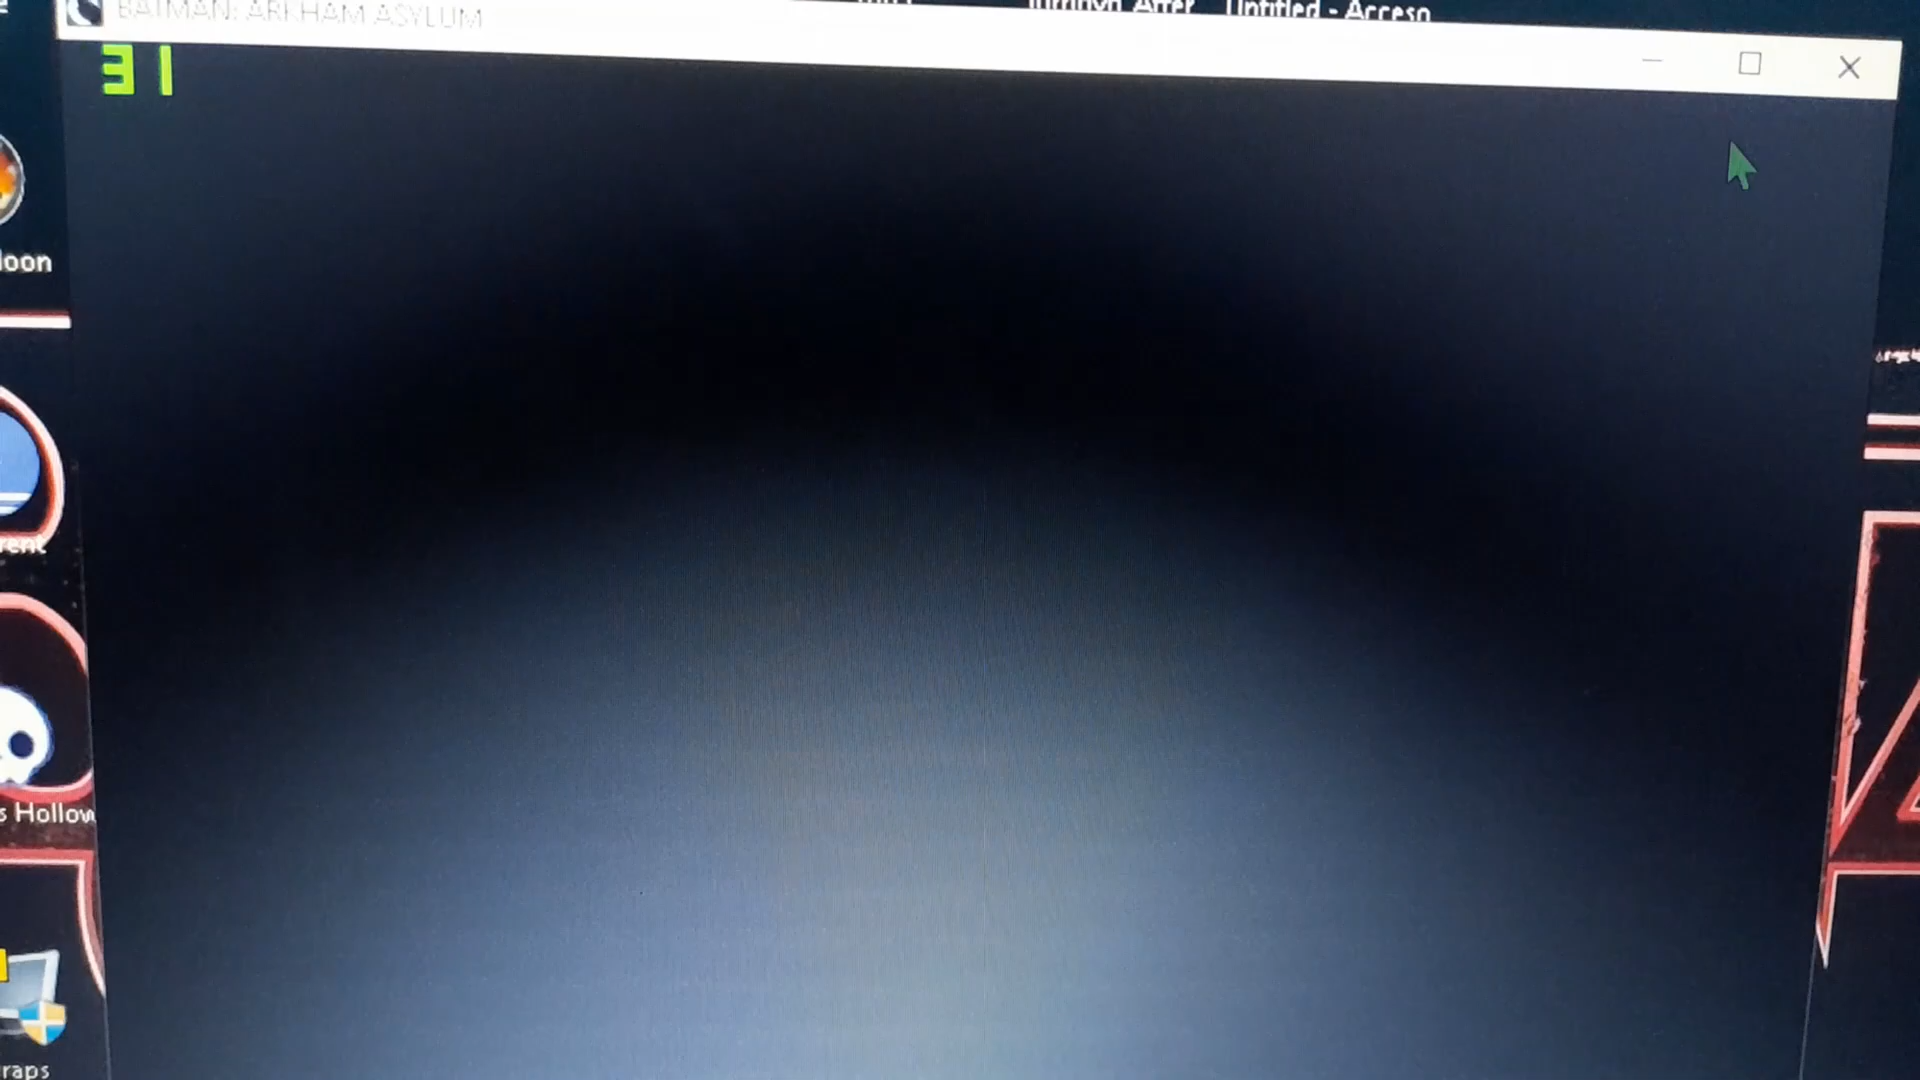 Untitled - Acceso
BATMAN: ARKHAM ASYLUM
31
loon
rent
s Hollow
raps